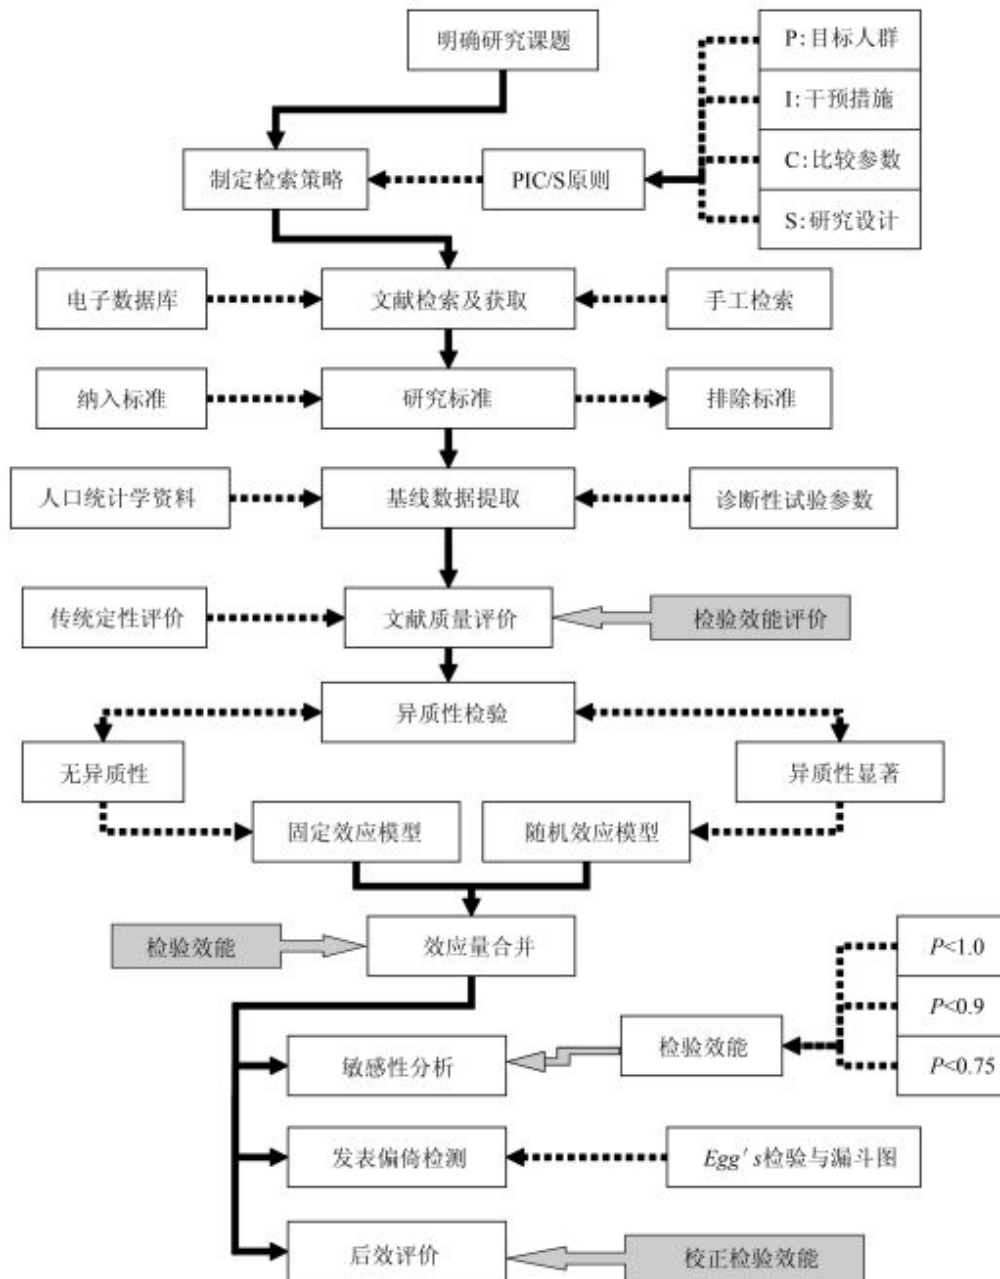 明确研究课题
P:目标人群
I:干预措施
C:比较参数
S:研究设计
制定检索策略
PIC/S原则
电子数据库
文献检索及获取
手工检索
纳入标准
研究标准
排除标准
人口统计学资料
基线数据提取
诊断性试验参数
传统定性评价
文献质量评价
检验效能评价
异质性检验
无异质性
异质性显著
固定效应模型
随机效应模型
检验效能
效应量合并
P<1.0
P<0.9
P<0.75
检验效能
敏感性分析
发表偏倚检测
Egg's检验与漏斗图
后效评价
校正检验效能